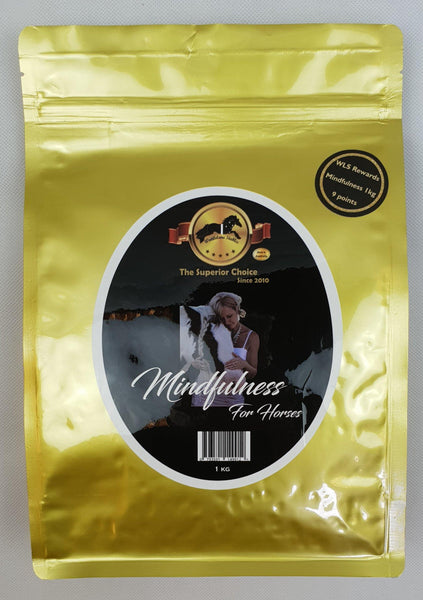 WLS Rewards
Mindfulness 1kg
9 points
The Superior Choice
Since 2010
Mindfulness
For Horses
1 KG